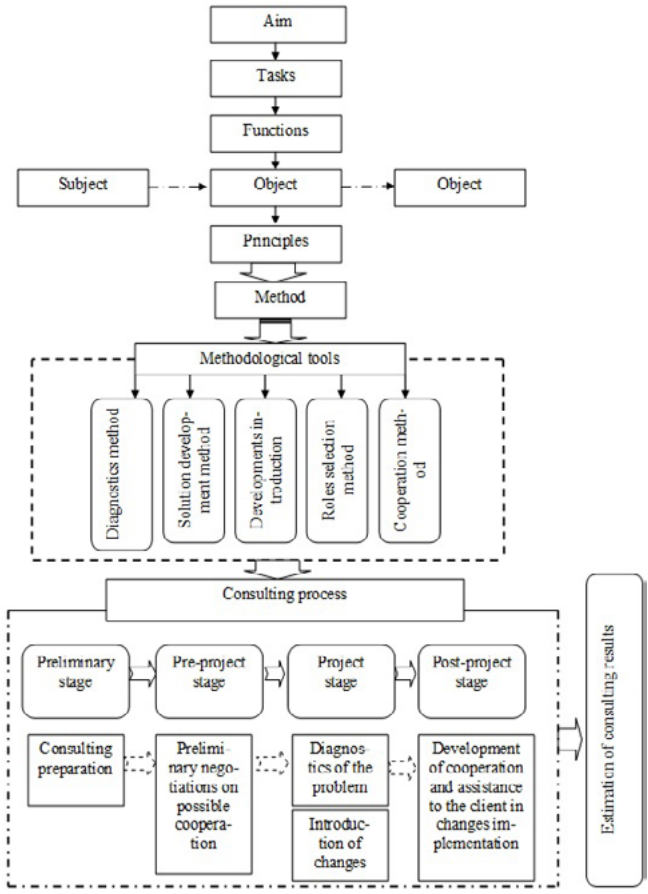 Aim
Tasks
Functions
Subject
Object
Object
Principles
Method
Methodological tools
Diagnostics method
Solution develop-
ment method
Developments in-
troduction
Roles selection
method
Cooperation meth-
od
Consulting process
Preliminary
stage
Pre-project
stage
Project
stage
Post-project
stage
Consulting
preparation
Prelimi-
nary nego-
tiations on
possible
coopera-
tion
Diagnos-
tics of the
problem
Introduc-
tion of
changes
Development
of cooperation
and assistance
to the client in
changes im-
plementation
Estimation of consulting results